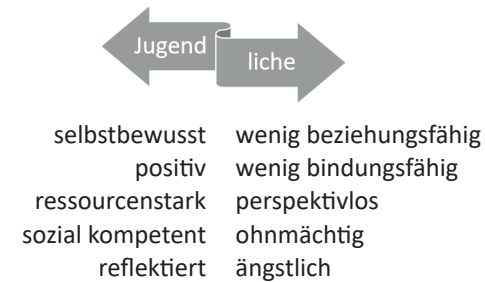 Jugend
liche
selbstbewusst wenig beziehungsfähig
positiv wenig bindungsfähig
ressourcenstark perspektivlos
sozial kompetent ohnmächtig
reflektiert ängstlich